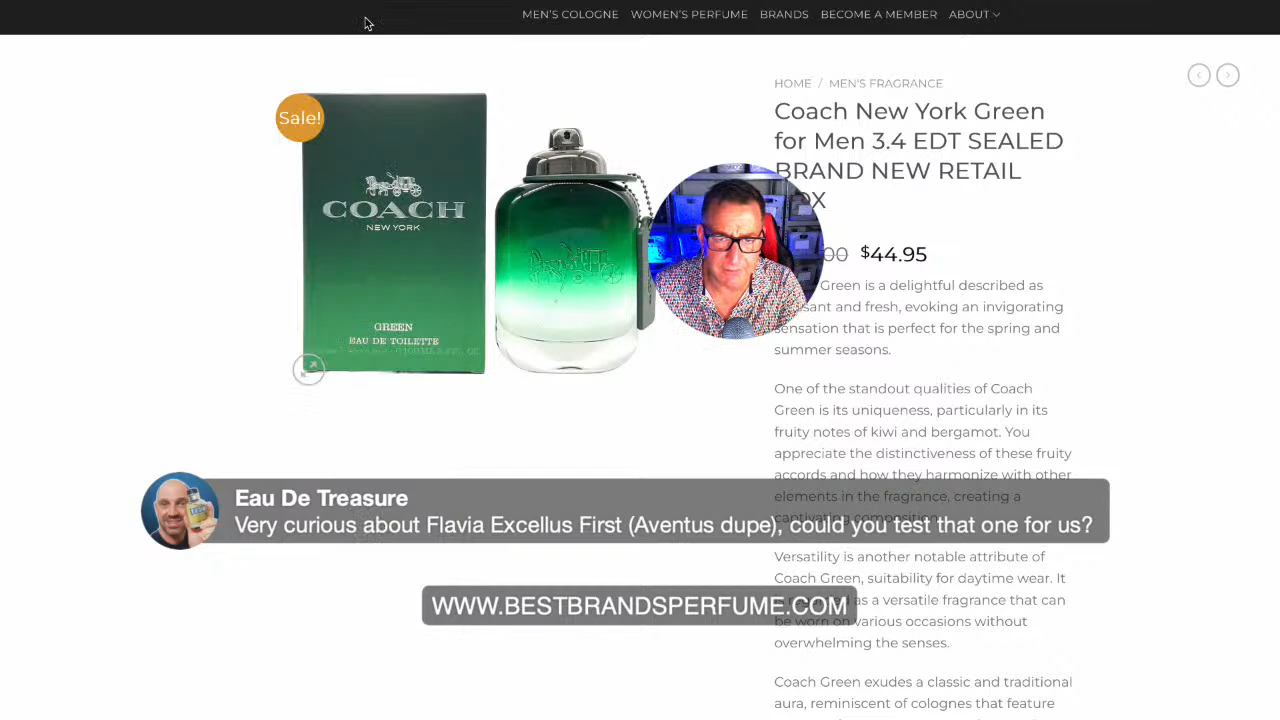 MEN'S COLOGNE WOMEN'S PERFUME BRANDS BECOME A MEMBER ABOUT
HOME / MEN'S FRAGRANCE
Coach New York Green
for Men 3.4 EDT SEALED
BRAND NEW RETAIL
Sale!
COACH
NEW YORK
GREEN
EAU DE TOILETTE
$44.95
Green is a delightful described as
and fresh, evoking an invigorating
sensation that is perfect for the spring and
summer seasons.
One of the standout qualities of Coach
Green is its uniqueness, particularly in its
fruity notes of kiwi and bergamot. You
appreciate the distinctiveness of these fruity
accords and how they harmonize with other
elements in the fragrance, creating a
captivating composition.
Eau De Treasure
Very curious about Flavia Excellus First (Aventus dupe), could you test that one for us?
Versatility is another notable attribute of
Coach Green, suitability for daytime wear. It
as a versatile fragrance that can
be worn on various occasions without
overwhelming the senses.
WWW.BESTBRANDSPERFUME.COM
Coach Green exudes a classic and traditional
aura, reminiscent of colognes that feature